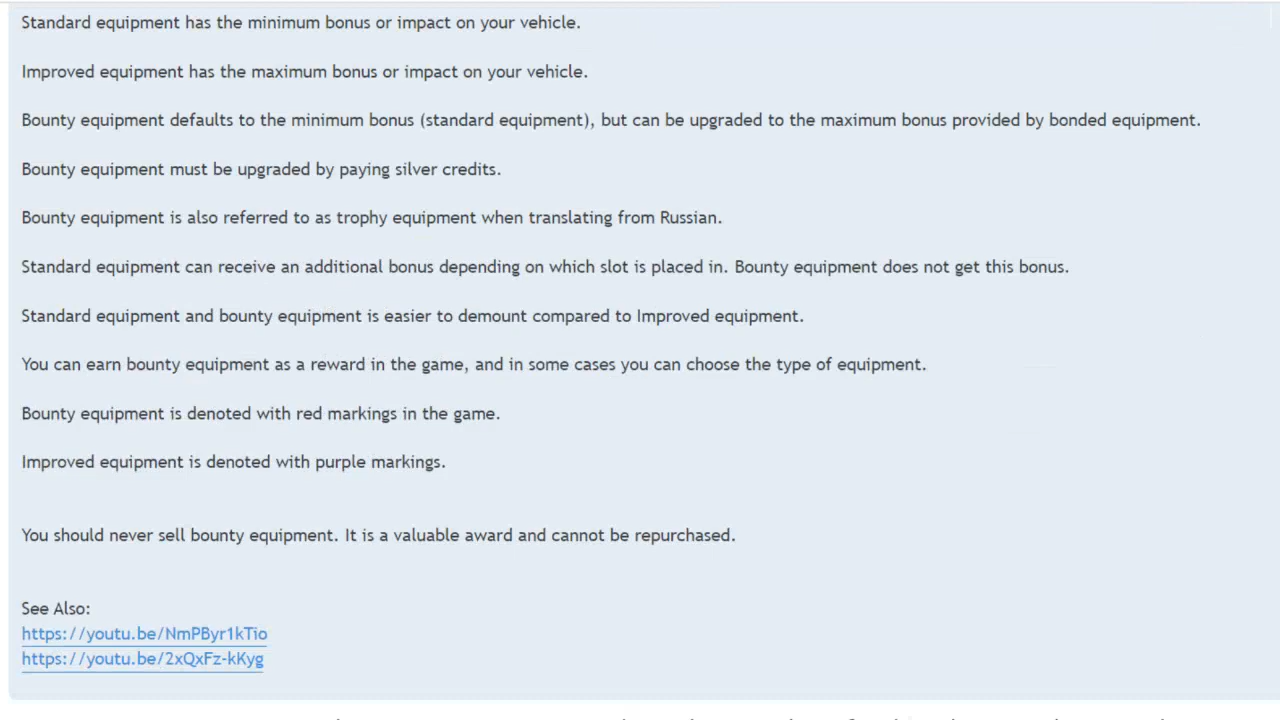 Standard equipment has the minimum bonus or impact on your vehicle.
Improved equipment has the maximum bonus or impact on your vehicle.
Bounty equipment defaults to the minimum bonus (standard equipment), but can be upgraded to the maximum bonus provided by bonded equipment.
Bounty equipment must be upgraded by paying silver credits.
Bounty equipment is also referred to as trophy equipment when translating from Russian.
Standard equipment can receive an additional bonus depending on which slot is placed in. Bounty equipment does not get this bonus.
Standard equipment and bounty equipment is easier to demount compared to Improved equipment.
You can earn bounty equipment as a reward in the game, and in some cases you can choose the type of equipment.
Bounty equipment is denoted with red markings in the game.
Improved equipment is denoted with purple markings.
You should never sell bounty equipment. It is a valuable award and cannot be repurchased.
See Also:
https://youtu.be/NmPByr1kTio
https://youtu.be/2xQxFz-kKyg